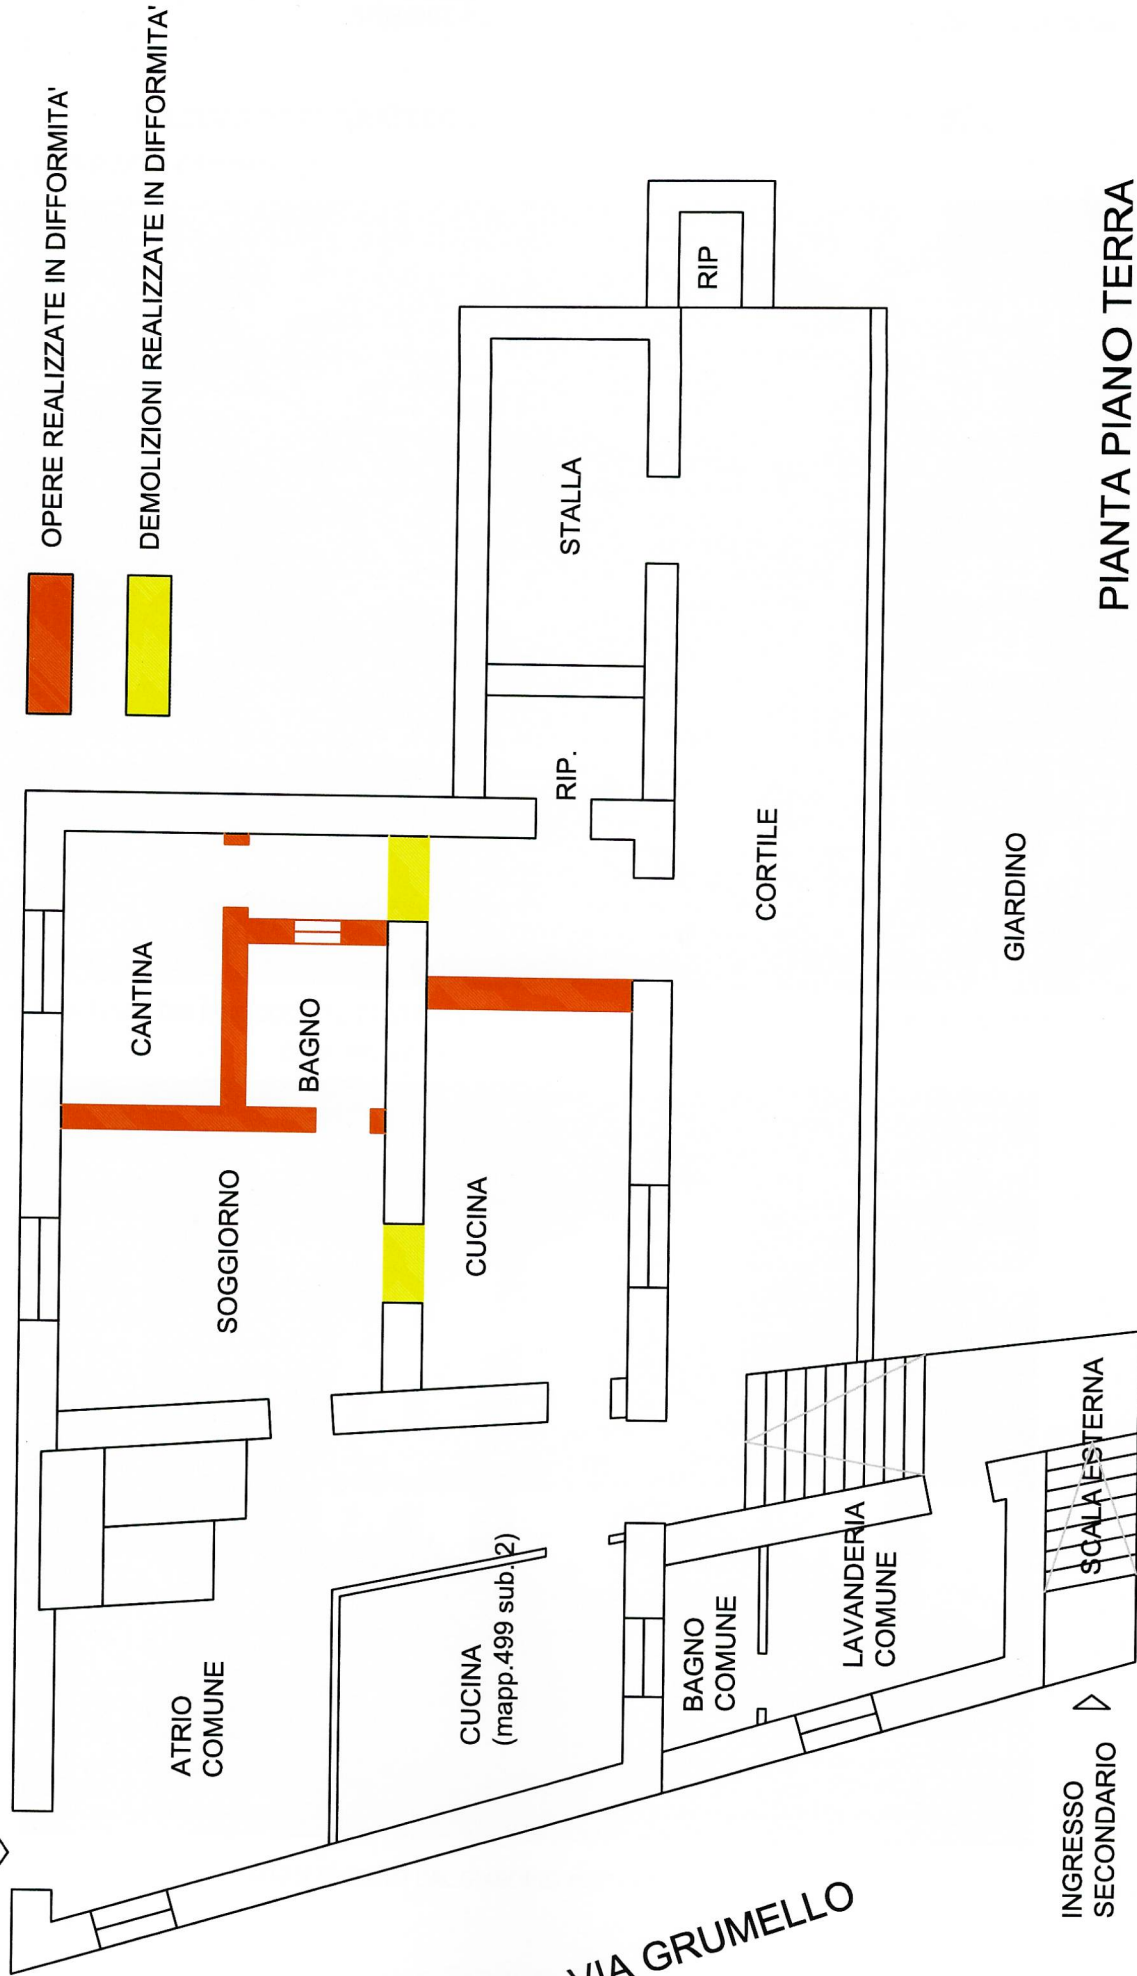 OPERE REALIZZATE IN DIFFORMITA'
DEMOLIZIONI REALIZZATE IN DIFFORMITA'
CANTINA
BAGNO
SOGGIORNO
CUCINA
RIP.
STALLA
RIP
CORTILE
GIARDINO
ATRIO
COMUNE
CUCINA
(mapp.499 sub.2)
BAGNO
COMUNE
LAVANDERIA
COMUNE
SCALA ESTERNA
INGRESSO
SECONDARIO
VIA GRUMELLO
PIANTA PIANO TERRA